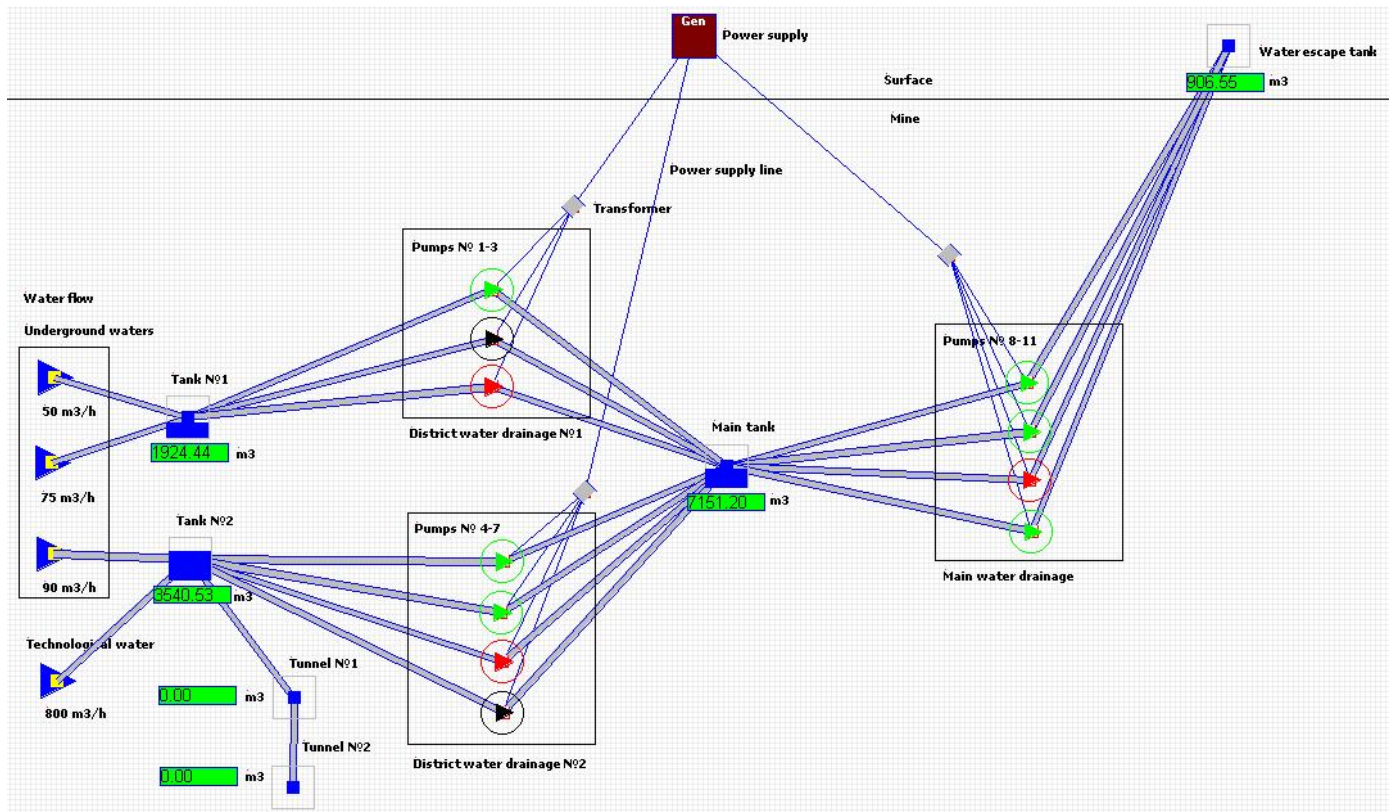 Gen
Power supply
Water escape tank
Surface
906.55 m3
Mine
Power supply line
Transformer
Pumps № 1-3
Water flow
Underground waters
Pumps № 8-11
Tank №1
50 m3/h
Main tank
District water drainage №1
1924.44 m3
75 m3/h
7151.20 m3
Tank №2
Pumps № 4-7
Main water drainage
90 m3/h
3540.53 m3
Technological water
Tunnel №1
0.00 m3
800 m3/h
Tunnel №2
District water drainage №2
0.00 m3